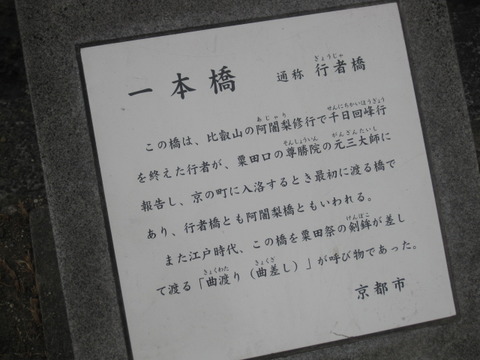 一本橋 通称 行者橋
この橋は、比叡山の阿闍梨修行で千日回峰行
を終えた行者が、粟田口の尊勝院の元三大師に
報告し、京の町に入洛するとき最初に渡る橋で
あり、行者橋とも阿闍梨橋ともいわれる。
また江戸時代、この橋を粟田祭の剣鉾が差し
て渡る「曲渡り（曲差し）」が呼び物であった。
京都市